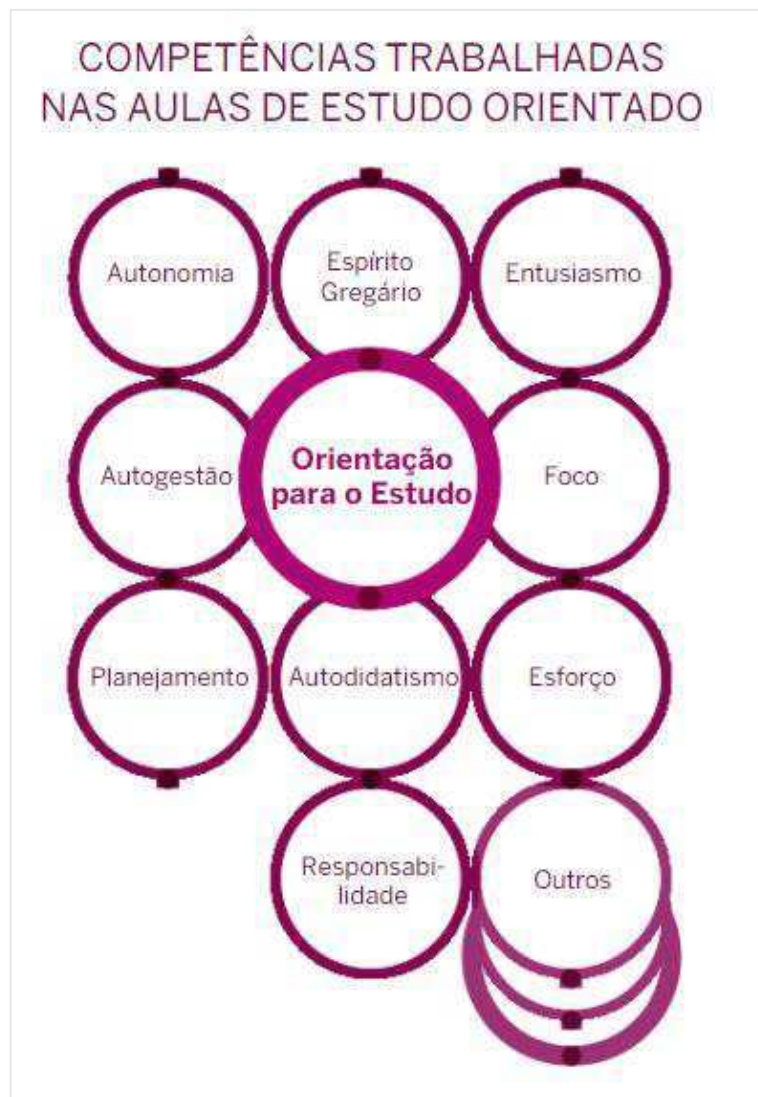 COMPETÊNCIAS TRABALHADAS
NAS AULAS DE ESTUDO ORIENTADO
Autonomia
Espírito
Gregário
Entusiasmo
Autogestão
Orientação
para o Estudo
Foco
Planejamento
Autodidatismo
Esforço
Responsabi-
lidade
Outros